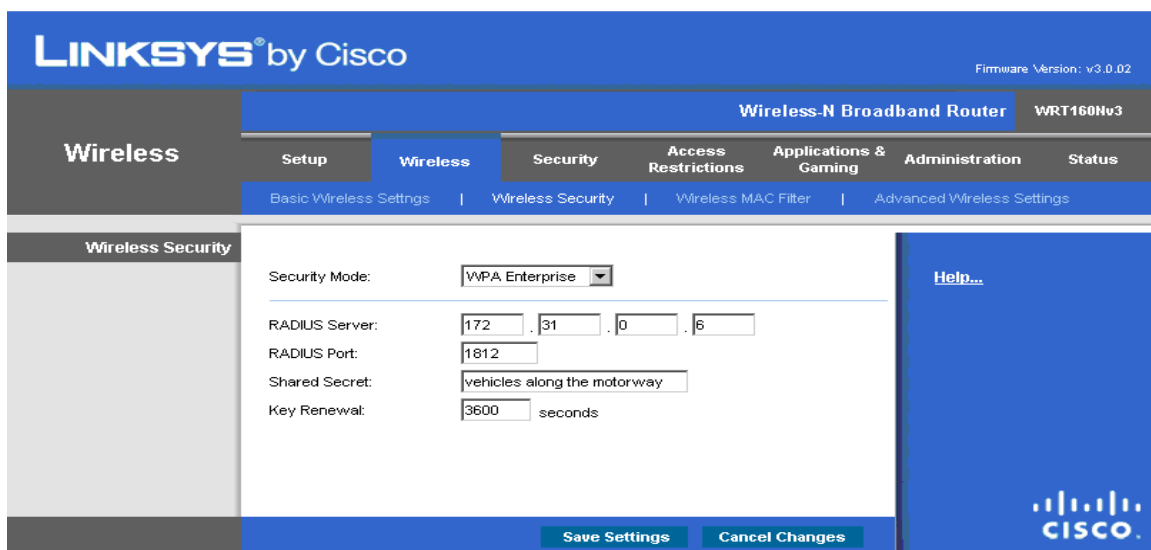 LINKSYS® by Cisco
Firmware Version: v3.0.02
Wireless-N Broadband Router WRT160Nv3
Wireless
Setup Wireless Security Access Restrictions Applications & Gaming Administration Status
Basic Wireless Settngs | Wireless Security | Wireless MAC Filter | Advanced Wireless Settings
Wireless Security
Security Mode: WPA Enterprise
Help...
RADIUS Server: 172 . 31 . 0 . 6
RADIUS Port: 1812
Shared Secret: vehicles along the motorway
Key Renewal: 3600 seconds
CISCO.
Save Settings Cancel Changes